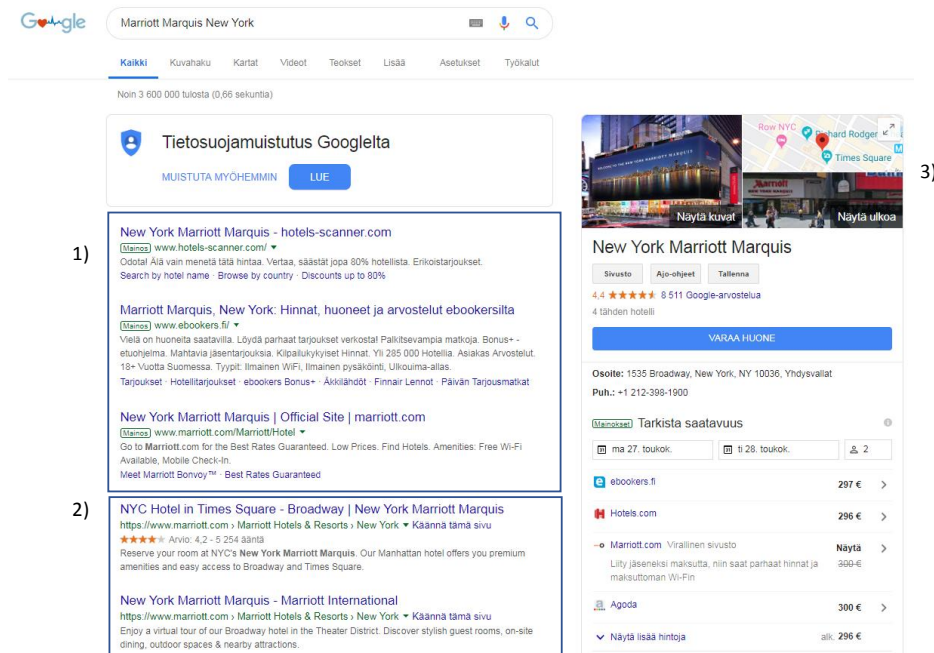 Google
Marriott Marquis New York
Kaikki Kuvahaku Kartat Videot Teokset Lisää Asetukset Työkalut
Noin 3 600 000 tulosta (0,66 sekuntia)
Tietosuojamuistutus Googlelta
MUISTUTA MYÖHEMMIN LUE
1)
New York Marriott Marquis - hotels-scanner.com
Mainos www.hotels-scanner.com/
Odota! Älä vain menetä tätä hintaa. Vertaa, säästät jopa 80% hotellista. Erikoistarjoukset.
Search by hotel name · Browse by country · Discounts up to 80%
Marriott Marquis, New York: Hinnat, huoneet ja arvostelut ebookersilta
Mainos www.ebookers.fi/
Vielä on huoneita saatavilla. Löydä parhaat tarjoukset verkosta! Palkitsevampia matkoja. Bonus+ -
etuohjelma. Mahtavia jäsentarjouksia. Kilpailukykyiset Hinnat. Yli 285 000 Hotellia. Asiakas Arvostelut.
18+ Vuotta Suomessa. Tyypit: Ilmainen WiFi, Ilmainen pysäköinti, Ulkouima-allas.
Tarjoukset · Hotellitarjoukset · ebookers Bonus+ · Äkkilähdöt · Finnair Lennot · Päivän Tarjousmatkat
New York Marriott Marquis | Official Site | marriott.com
Mainos www.marriott.com/Marriott/Hotel
Go to Marriott.com for the Best Rates Guaranteed. Low Prices. Find Hotels. Amenities: Free Wi-Fi
Available, Mobile Check-In.
Meet Marriott Bonvoy™ · Best Rates Guaranteed
2)
NYC Hotel in Times Square - Broadway | New York Marriott Marquis
https://www.marriott.com › Marriott Hotels & Resorts › New York Käännä tämä sivu
Arvio: 4,2 - 5 254 ääntä
Reserve your room at NYC's New York Marriott Marquis. Our Manhattan hotel offers you premium
amenities and easy access to Broadway and Times Square.
New York Marriott Marquis - Marriott International
https://www.marriott.com › Marriott Hotels & Resorts › New York Käännä tämä sivu
Enjoy a virtual tour of our Broadway hotel in the Theater District. Discover stylish guest rooms, on-site
dining, outdoor spaces & nearby attractions.
3)
Row NYC
Richard Rodger
Times Square
Marriott
Näytä kuvat
Näytä ulkoa
New York Marriott Marquis
Sivusto Ajo-ohjeet Tallenna
4,4 8 511 Google-arvostelua
4 tähden hotelli
VARAA HUONE
Osoite: 1535 Broadway, New York, NY 10036, Yhdysvallat
Puh.: +1 212-398-1900
Mainokset Tarkista saatavuus
ma 27. toukok. ti 28. toukok. 2
ebookers.fi 297 €
Hotels.com 296 €
Marriott.com Virallinen sivusto Näytä
Liity jäseneksi maksutta, niin saat parhaat hinnat ja 300 €
maksuttoman Wi-Fin
Agoda 300 €
Näytä lisää hintoja alk. 296 €